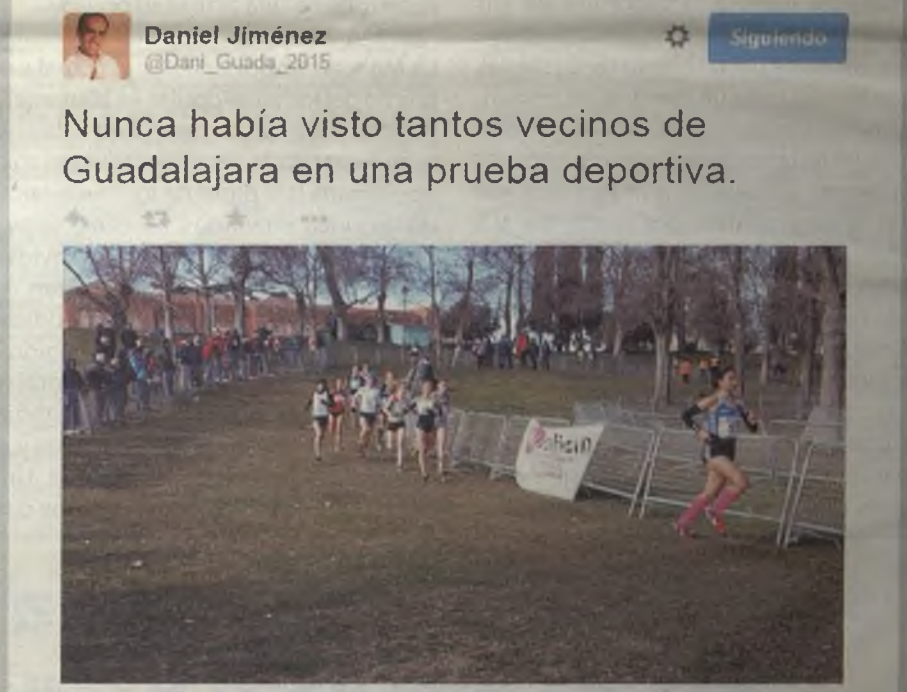 Daniel Jiménez
@Dani_Guada_2015
Siguiendo
Nunca había visto tantos vecinos de
Guadalajara en una prueba deportiva.